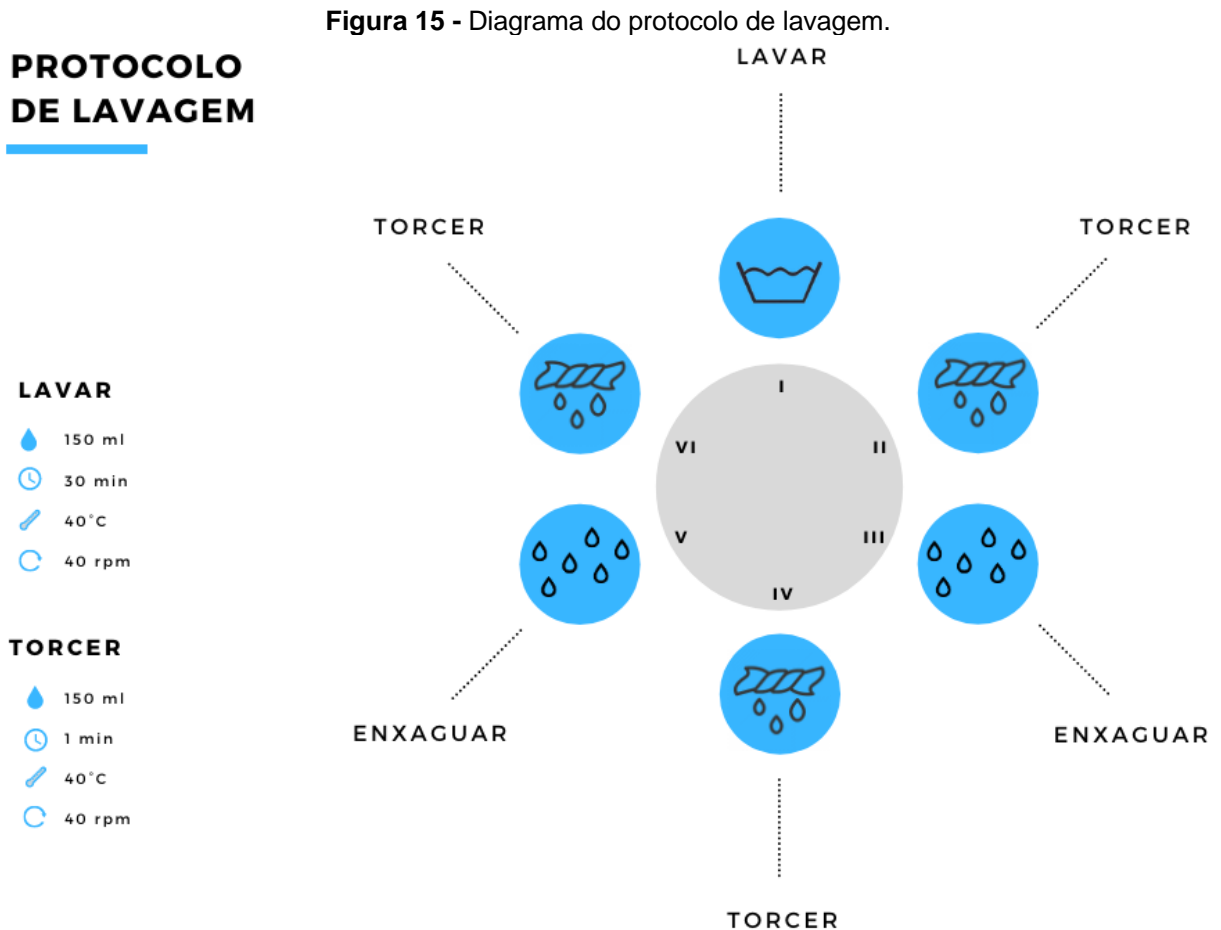 Figura 15 - Diagrama do protocolo de lavagem.
PROTOCOLO
DE LAVAGEM
LAVAR
TORCER
TORCER
I
VI
II
V
III
IV
ENXAGUAR
ENXAGUAR
TORCER
LAVAR
150 ml
30 min
40°C
40 rpm
TORCER
150 ml
1 min
40°C
40 rpm